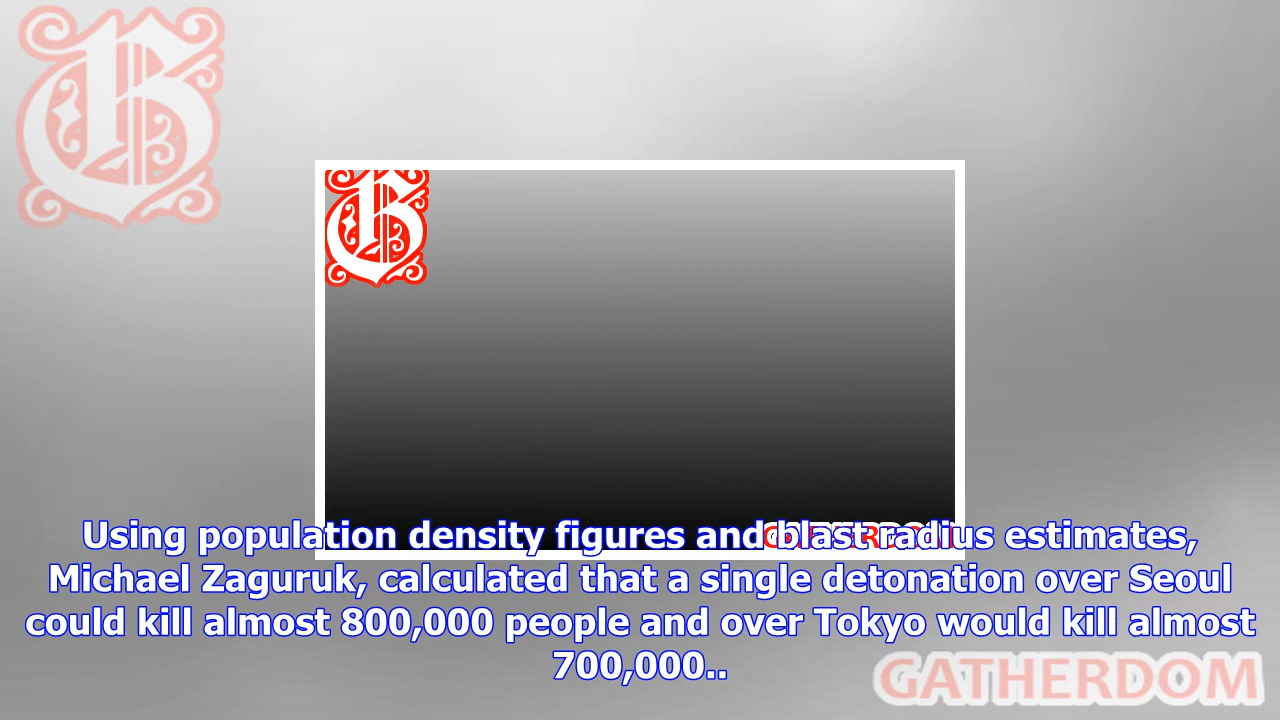 GATHERDOM
Using population density figures and blast radius estimates,
Michael Zaguruk, calculated that a single detonation over Seoul
could kill almost 800,000 people and over Tokyo would kill almost
700,000..
GATHERDOM